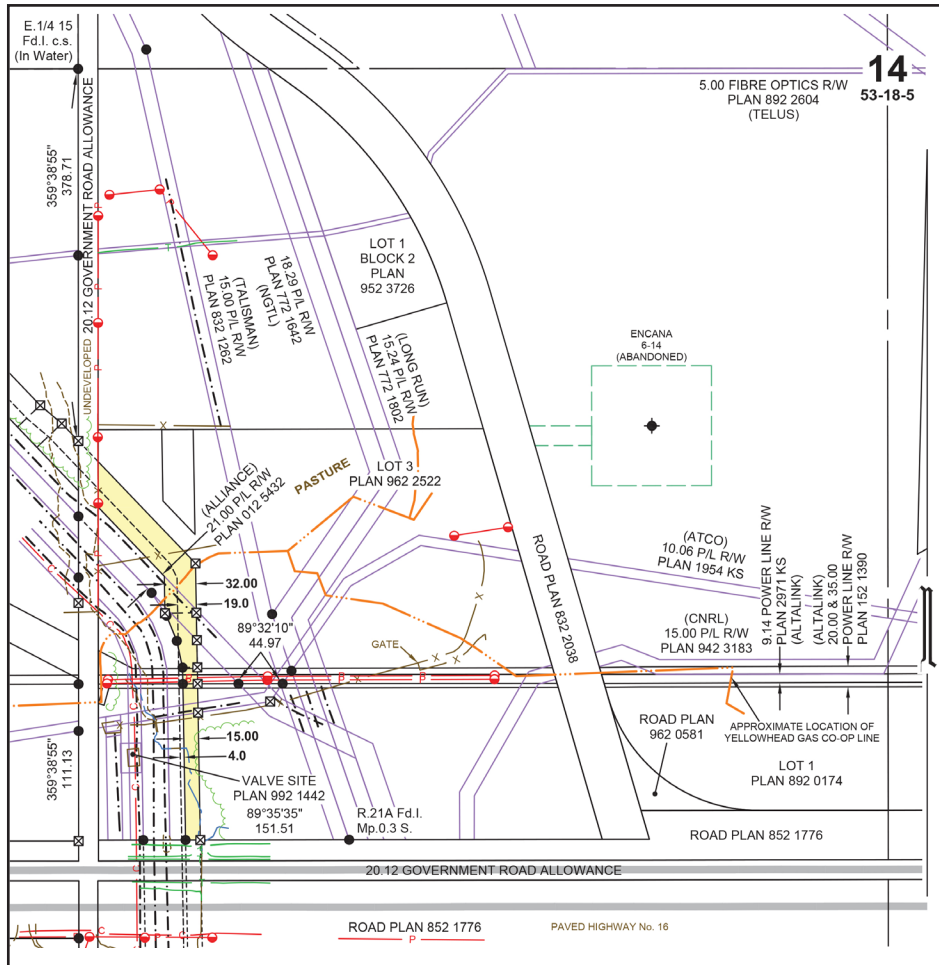 E.1/4 15
Fd.I. c.s.
(In Water)
14
53-18-5
5.00 FIBRE OPTICS R/W
PLAN 892 2604
(TELUS)
359°38'55"
378.71
UNDEVELOPED 20.12 GOVERNMENT ROAD ALLOWANCE
LOT 1
BLOCK 2
PLAN
952 3726
18.29 P/L R/W
PLAN 772 1642
(NGTL)
(TALISMAN)
15.00 P/L R/W
PLAN 832 1262
(LONG RUN)
15.24 P/L R/W
PLAN 772 1802
ENCANA
6-14
(ABANDONED)
LOT 3
PLAN 962 2522
PASTURE
(ALLIANCE)
21.00 P/L R/W
PLAN 012 5432
ROAD PLAN 832 2038
(ATCO)
10.06 P/L R/W
PLAN 1954 KS
9.14 POWER LINE R/W
PLAN 2971 KS
(ALTALINK)
(ALTALINK)
20.00 & 35.00
POWER LINE R/W
PLAN 152 1390
32.00
19.0
89°32'10"
44.97
GATE
(CNRL)
15.00 P/L R/W
PLAN 942 3183
APPROXIMATE LOCATION OF
YELLOWHEAD GAS CO-OP LINE
ROAD PLAN
962 0581
359°38'55"
111.13
15.00
4.0
VALVE SITE
PLAN 992 1442
89°35'35"
151.51
R.21A Fd.I.
Mp.0.3 S.
LOT 1
PLAN 892 0174
ROAD PLAN 852 1776
20.12 GOVERNMENT ROAD ALLOWANCE
ROAD PLAN 852 1776
P
PAVED HIGHWAY No. 16